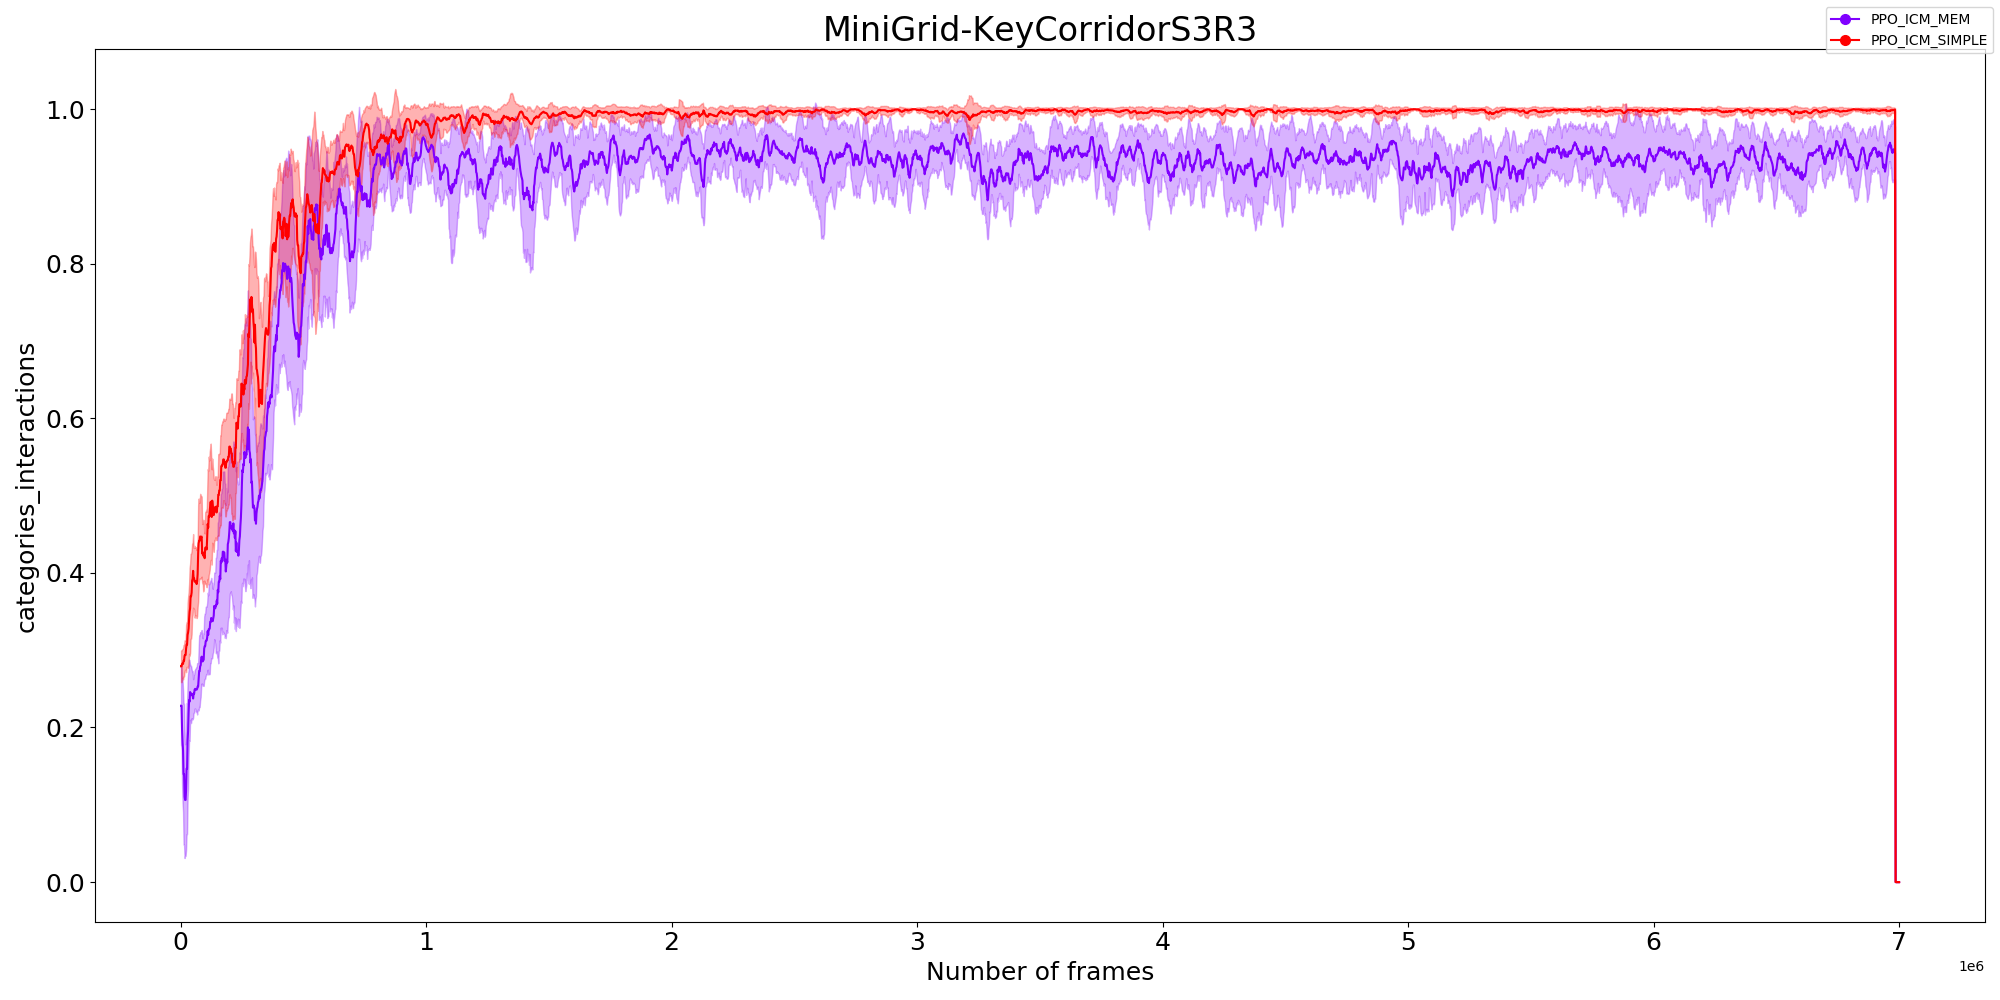 MiniGrid-KeyCorridorS3R3
PPO_ICM_MEM
PPO_ICM_SIMPLE
categories_interactions
1.0
0.8
0.6
0.4
0.2
0.0
0 1 2 3 4 5 6 7
Number of frames
1e6